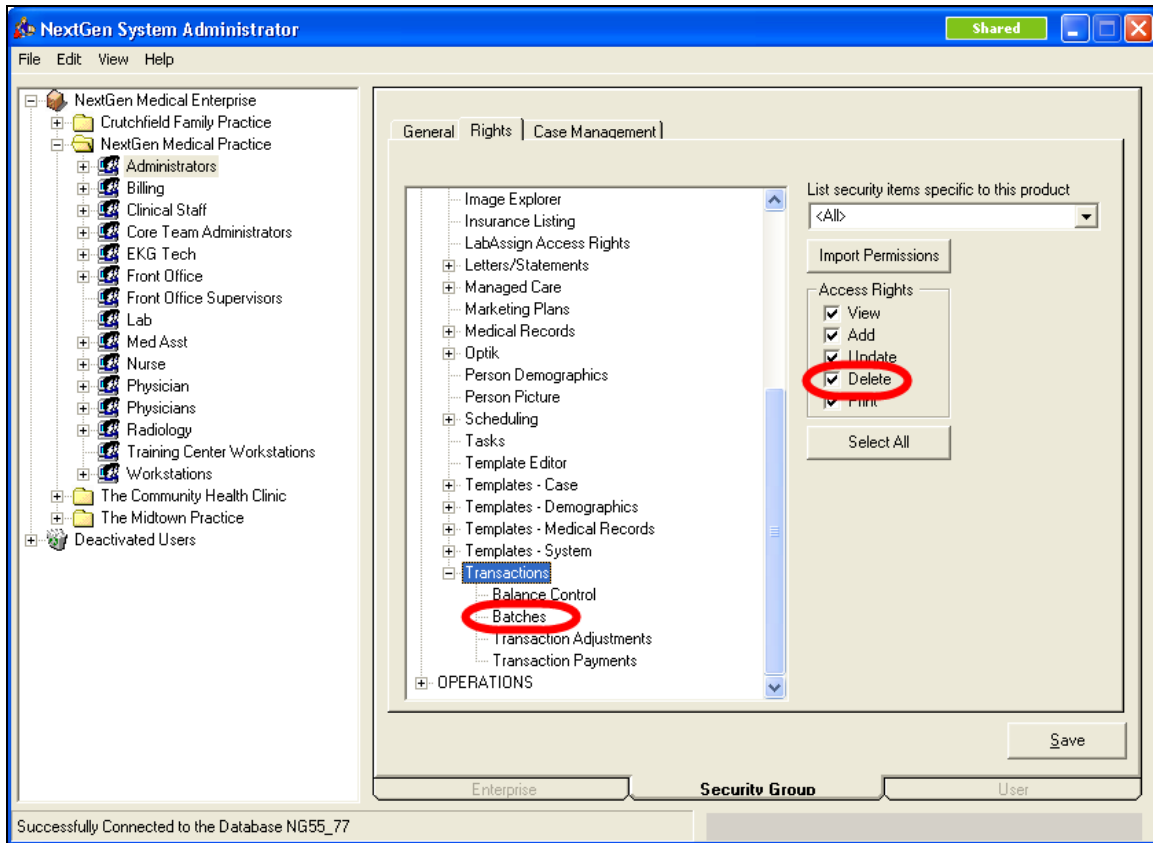 NextGen System Administrator
Shared
File Edit View Help
NextGen Medical Enterprise
Crutchfield Family Practice
NextGen Medical Practice
Administrators
Billing
Clinical Staff
Core Team Administrators
EKG Tech
Front Office
Front Office Supervisors
Lab
Med Asst
Nurse
Physician
Physicians
Radiology
Training Center Workstations
Workstations
The Community Health Clinic
The Midtown Practice
Deactivated Users
General Rights Case Management
Image Explorer
Insurance Listing
LabAssign Access Rights
Letters/Statements
Managed Care
Marketing Plans
Medical Records
Optik
Person Demographics
Person Picture
Scheduling
Tasks
Template Editor
Templates - Case
Templates - Demographics
Templates - Medical Records
Templates - System
Transactions
Balance Control
Batches
Transaction Adjustments
Transaction Payments
OPERATIONS
List security items specific to this product
<All>
Import Permissions
Access Rights
View
Add
Update
Delete
Print
Select All
Save
Enterprise Security Group User
Successfully Connected to the Database NG55_77